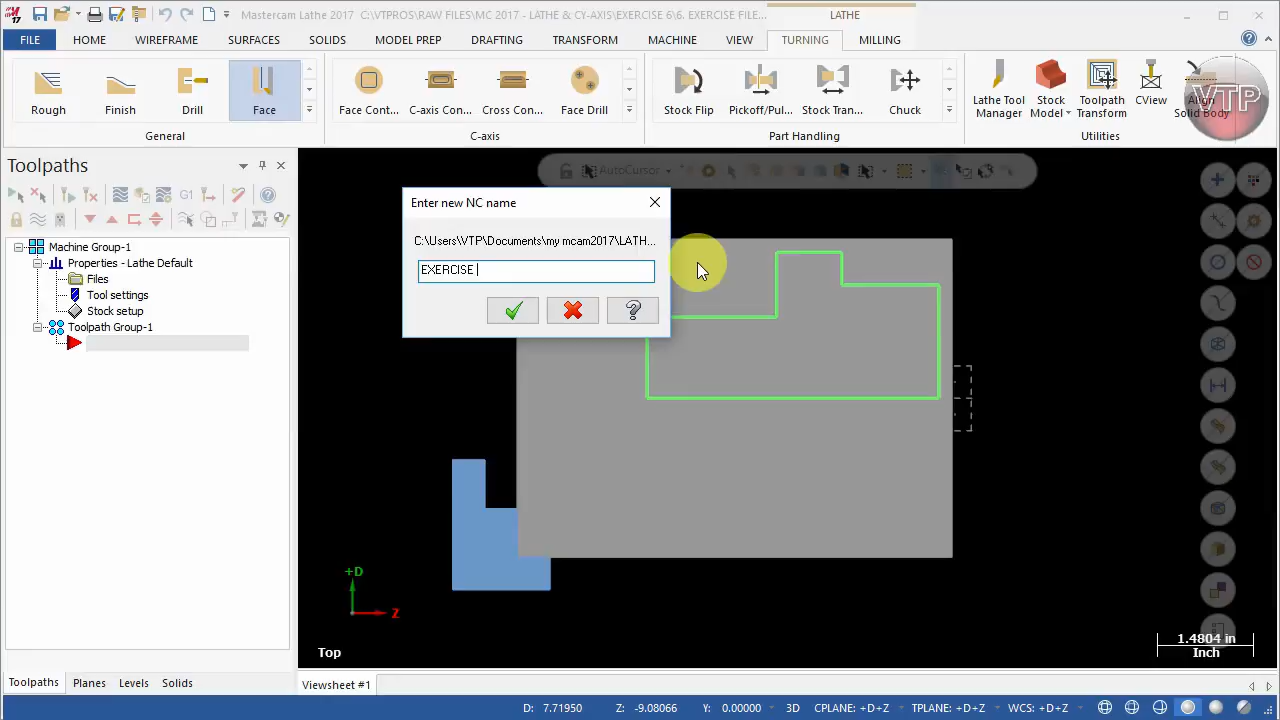 Mastercam Lathe 2017 C:\VTPROS\RAW FILES\MC 2017 - LATHE & CY-AXIS\EXERCISE 6\6. EXERCISE FILE... LATHE
FILE HOME WIREFRAME SURFACES SOLIDS MODEL PREP DRAFTING TRANSFORM MACHINE VIEW TURNING MILLING
Rough Finish Drill Face Face Cont... C-axis Con... Cross... Face Drill Stock Flip Pickoff/Pul... Stock Tran... Chuck Lathe Tool Manager Stock Model Toolpath Transform CView Align Solid Body
VTP
General C-axis Part Handling Utilities
Toolpaths
AutoCursor
G1
Machine Group-1
Properties - Lathe Default
Files
Tool settings
Stock setup
Toolpath Group-1
Enter new NC name
C:\Users\VTP\Documents\my mcam2017\LATH...
EXERCISE
+D
Z
Top
1.4804 in
Inch
Toolpaths Planes Levels Solids Viewsheet #1
D: 7.71950 Z: -9.08066 Y: 0.00000 3D CPLANE: +D+Z TPLANE: +D+Z WCS: +D+Z